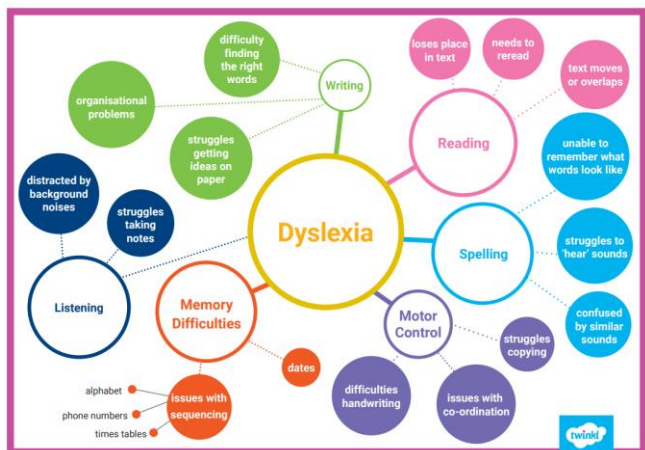 Dyslexia
Writing
difficulty
finding
the right
words
organisational
problems
struggles
getting
ideas on
paper
Reading
loses place
in text
needs to
reread
text moves
or overlaps
Spelling
unable to
remember what
words look like
struggles to
'hear' sounds
confused
by similar
sounds
Motor
Control
struggles
copying
issues with
co-ordination
difficulties
handwriting
Memory
Difficulties
dates
issues with
sequencing
alphabet
phone numbers
times tables
Listening
distracted by
background
noises
struggles
taking
notes
twinkl